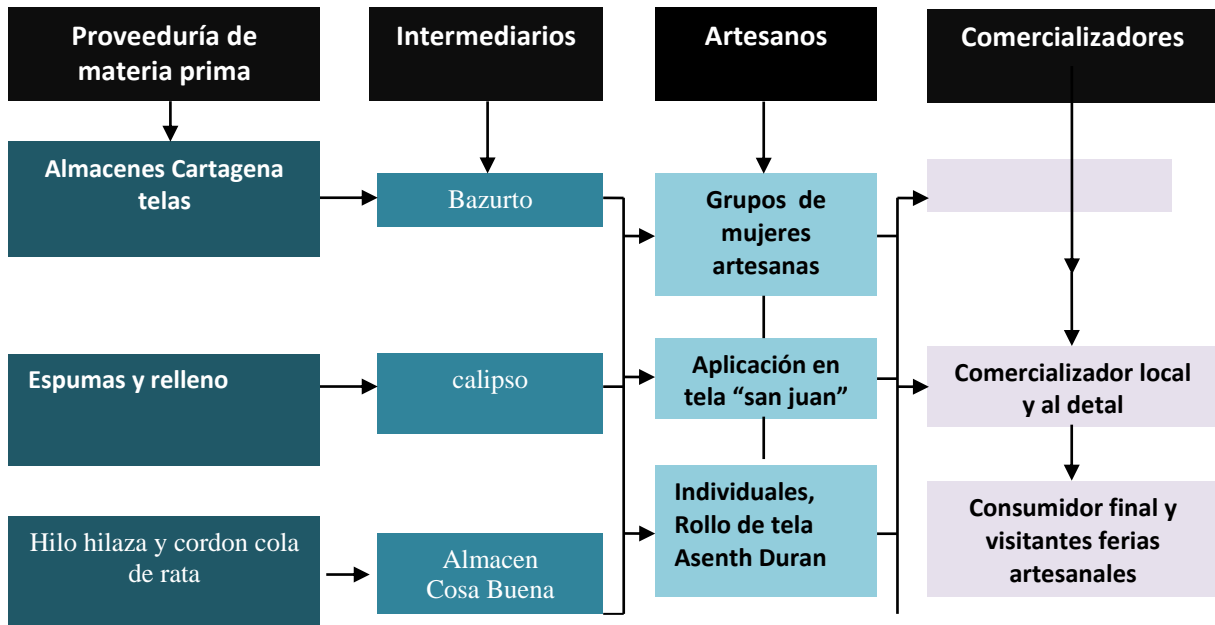 Proveeduría de
materia prima
Intermediarios
Artesanos
Comercializadores
Almacenes Cartagena
telas
Bazurto
Grupos de
mujeres
artesanas
Espumas y relleno
calipso
Aplicación en
tela “san juan”
Comercializador local
y al detal
Hilo hilaza y cordon cola
de rata
Almacen
Cosa Buena
Individuales,
Rollo de tela
Asenth Duran
Consumidor final y
visitantes ferias
artesanales